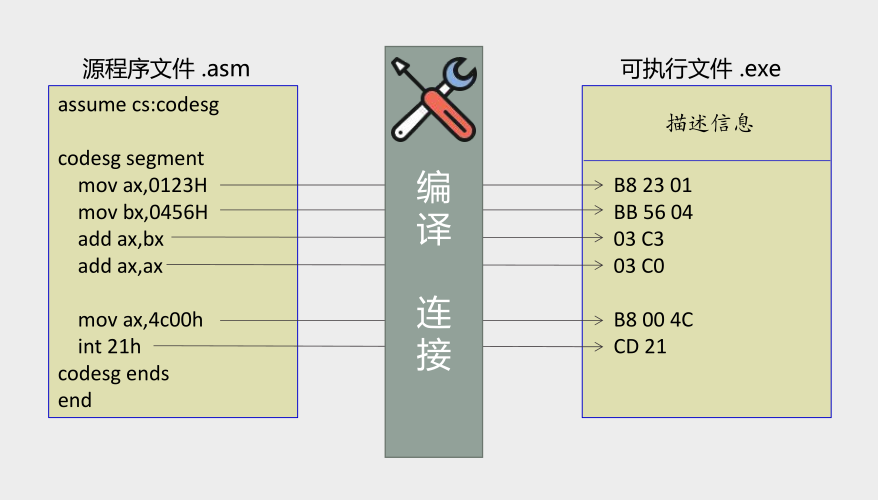 源程序文件 .asm
assume cs:codesg
codesg segment
mov ax,0123H
mov bx,0456H
add ax,bx
add ax,ax
mov ax,4c00h
int 21h
codesg ends
end
编译
连接
可执行文件 .exe
描述信息
B8 23 01
BB 56 04
03 C3
03 C0
B8 00 4C
CD 21